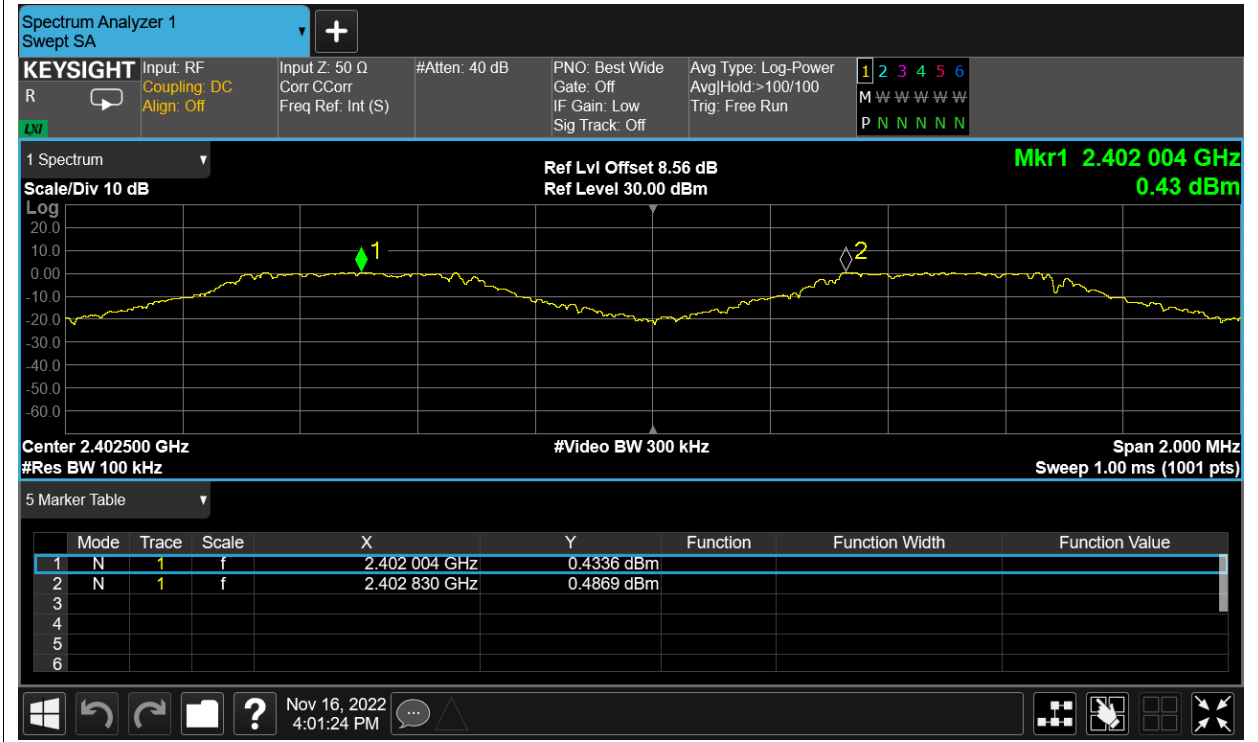 Spectrum Analyzer 1
Swept SA
KEYSIGHT Input: RF Input Z: 50 Ω #Atten: 40 dB PNO: Best Wide Avg Type: Log-Power 1 2 3 4 5 6
R Coupling: DC Corr CCorr Gate: Off Avg|Hold:>100/100 M W W W W W
Align: Off Freq Ref: Int (S) IF Gain: Low Trig: Free Run
LXI Sig Track: Off P N N N N N
1 Spectrum Ref Lvl Offset 8.56 dB Mkr1 2.402 004 GHz
Scale/Div 10 dB Ref Level 30.00 dBm 0.43 dBm
Log
20.0
10.0 1 2
0.00
-10.0
-20.0
-30.0
-40.0
-50.0
-60.0
Center 2.402500 GHz #Video BW 300 kHz Span 2.000 MHz
#Res BW 100 kHz Sweep 1.00 ms (1001 pts)
5 Marker Table
Mode Trace Scale X Y Function Function Width Function Value
1 N 1 f 2.402 004 GHz 0.4336 dBm
2 N 1 f 2.402 830 GHz 0.4869 dBm
3
4
5
6
? Nov 16, 2022
4:01:24 PM